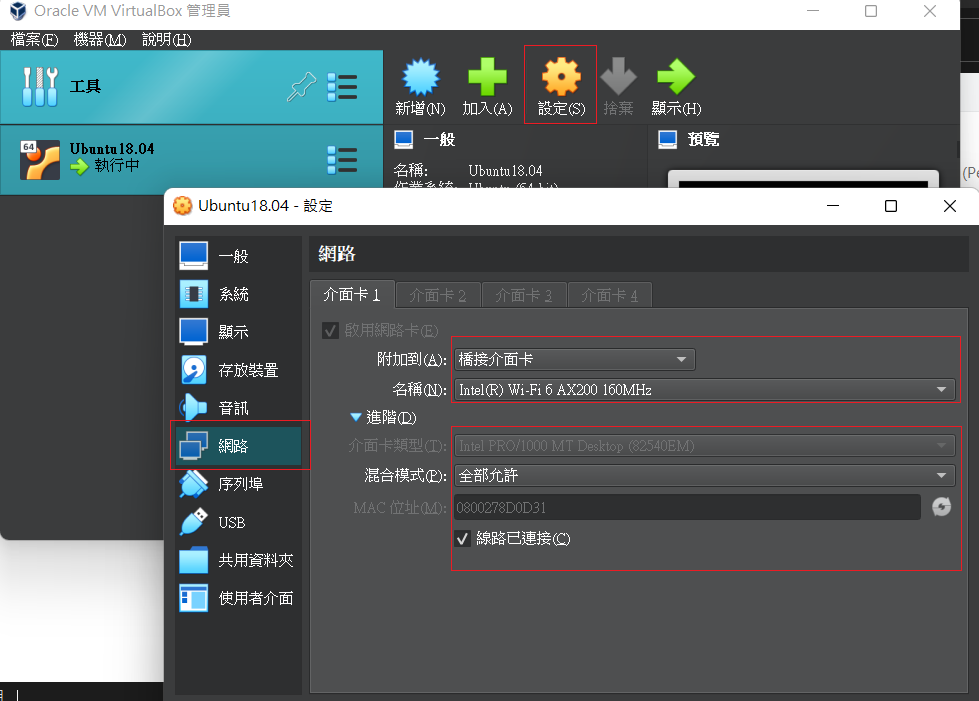 Oracle VM VirtualBox 管理員
檔案(F) 機器(M) 說明(H)
工具
新增(N) 加入(A) 設定(S) 捨棄 顯示(H)
64 Ubuntu18.04
執行中
一般
預覽
名稱: Ubuntu18.04
作業系統: Ubuntu (64-bit)
(Pe
Ubuntu18.04 - 設定
一般
系統
顯示
存放裝置
音訊
網路
序列埠
USB
共用資料夾
使用者介面
網路
介面卡 1 介面卡 2 介面卡 3 介面卡 4
啟用網路卡(E)
附加到(A): 橋接介面卡
名稱(N): Intel(R) Wi-Fi 6 AX200 160MHz
進階(D)
介面卡類型(T): Intel PRO/1000 MT Desktop (82540EM)
混合模式(P): 全部允許
MAC 位址(M): 0800278D0D31
線路已連接(C)